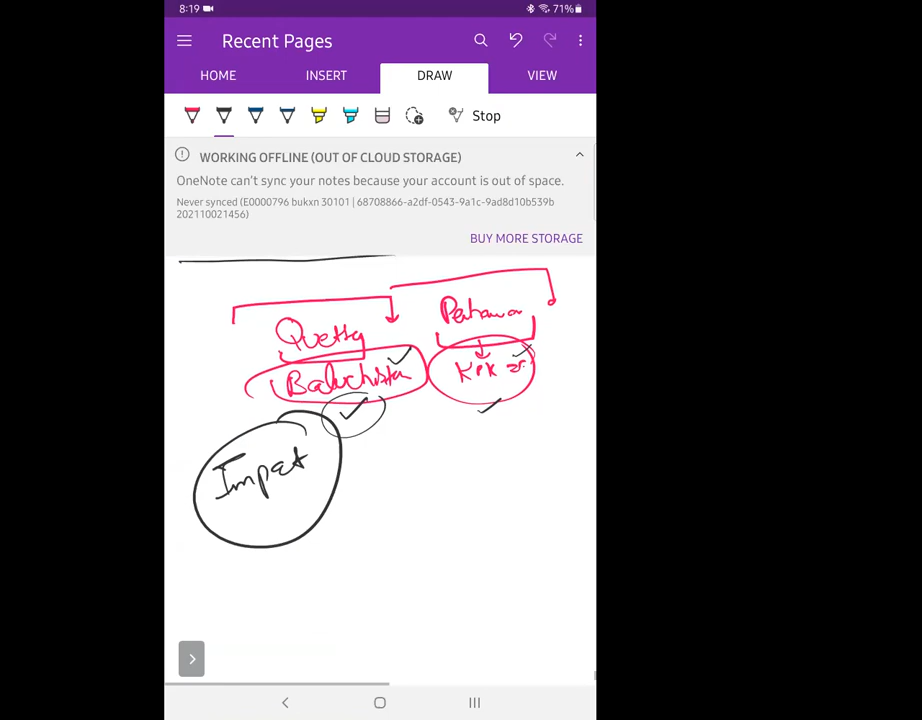 8:19 71%
Recent Pages
HOME INSERT DRAW VIEW
Stop
WORKING OFFLINE (OUT OF CLOUD STORAGE)
OneNote can't sync your notes because your account is out of space.
Never synced (E0000796 bukxn 30101 | 68708866-a2df-0543-9a1c-9ad8d10b539b
202110021456)
BUY MORE STORAGE
Quetta
Baluchistan KPK
Impat